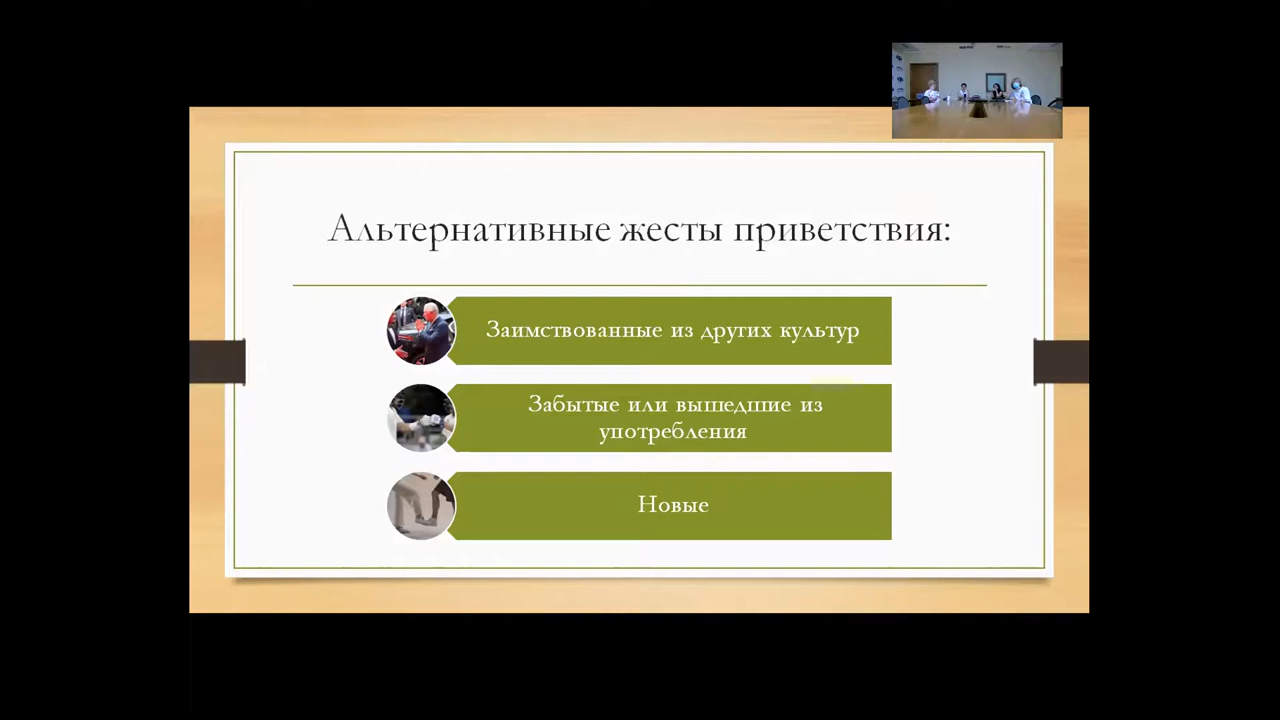 Альтернативные жесты приветствия:
Заимствованные из других культур
Забытые или вышедшие из
употребления
Новые